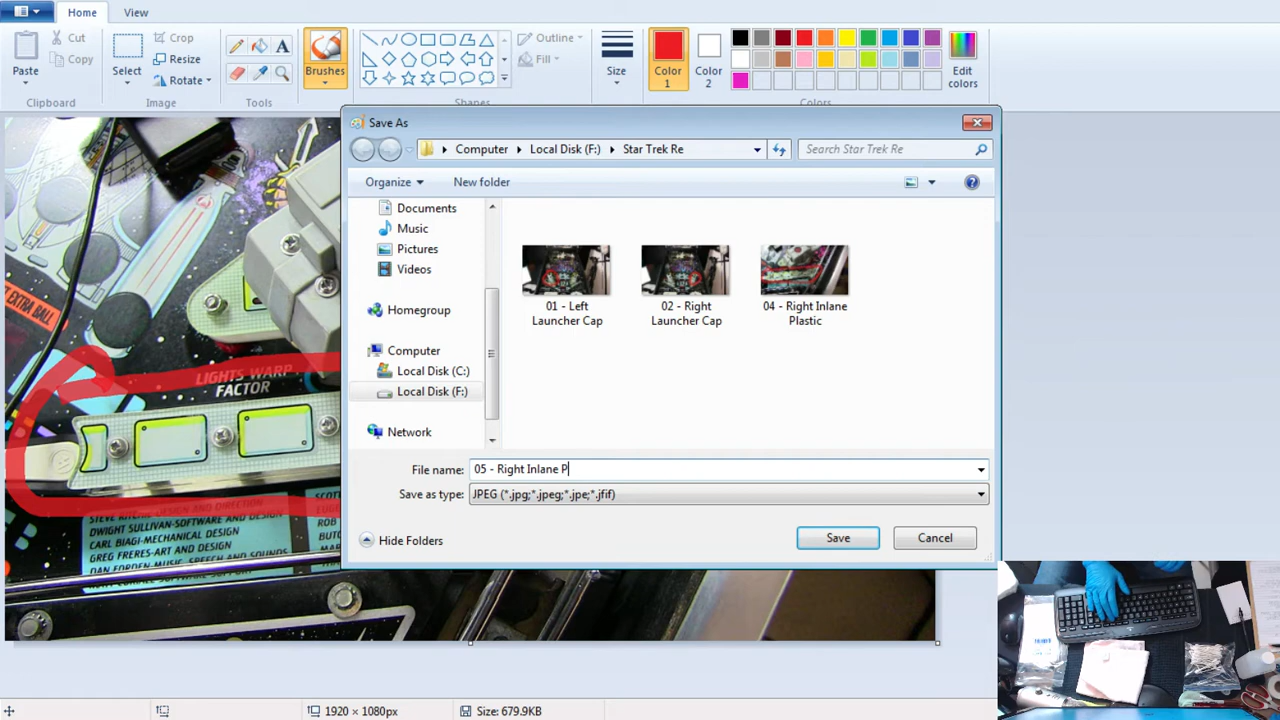 Home
View
Paste
Cut
Copy
Clipboard
Select
Crop
Resize
Rotate
Image
Tools
Brushes
Outline
Fill
Shapes
Size
Color
1
Color
2
Edit
colors
Colors
Save As
Computer
Local Disk (F:)
Star Trek Re
Search Star Trek Re
Organize
New folder
Documents
Music
Pictures
Videos
Homegroup
Computer
Local Disk (C:)
Local Disk (F:)
Network
01 - Left
Launcher Cap
02 - Right
Launcher Cap
04 - Right Inlane
Plastic
File name:
05 - Right Inlane P
Save as type:
JPEG (*.jpg;*.jpeg;*.jpe;*.jfif)
Hide Folders
Save
Cancel
EXTRA BALL
LIGHTS WARP
FACTOR
STEVE RITCHIE-DESIGN AND DIRECTION
DWIGHT SULLIVAN-SOFTWARE AND DESIGN
CARL BIAGI-MECHANICAL DESIGN
GREG FRERES-ART AND DESIGN
DAN FORDEN-MUSIC, SPEECH AND SOUNDS
1920 × 1080px
Size: 679.9KB